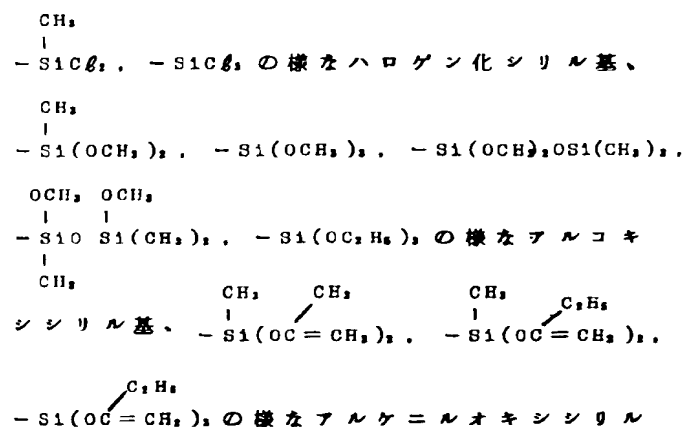 CH₃
－SiCℓ₂，－SiCℓ₃ の様なハロゲン化シリル基、
CH₃
－Si(OCH₃)₂，－Si(OCH₃)₃，－Si(OCH₃)₂OSi(CH₃)₂，
OCH₃ OCH₃
－SiO Si(CH₃)₂，－Si(OC₂H₅)₃ の様なアルコキ
CH₃
CH₃ CH₃ CH₃ C₂H₅
シシリル基、－Si(OC＝CH₂)₂，－Si(OC＝CH₂)₂，
C₂H₅
－Si(OC＝CH₂)₃ の様なアルケニルオキシシリル